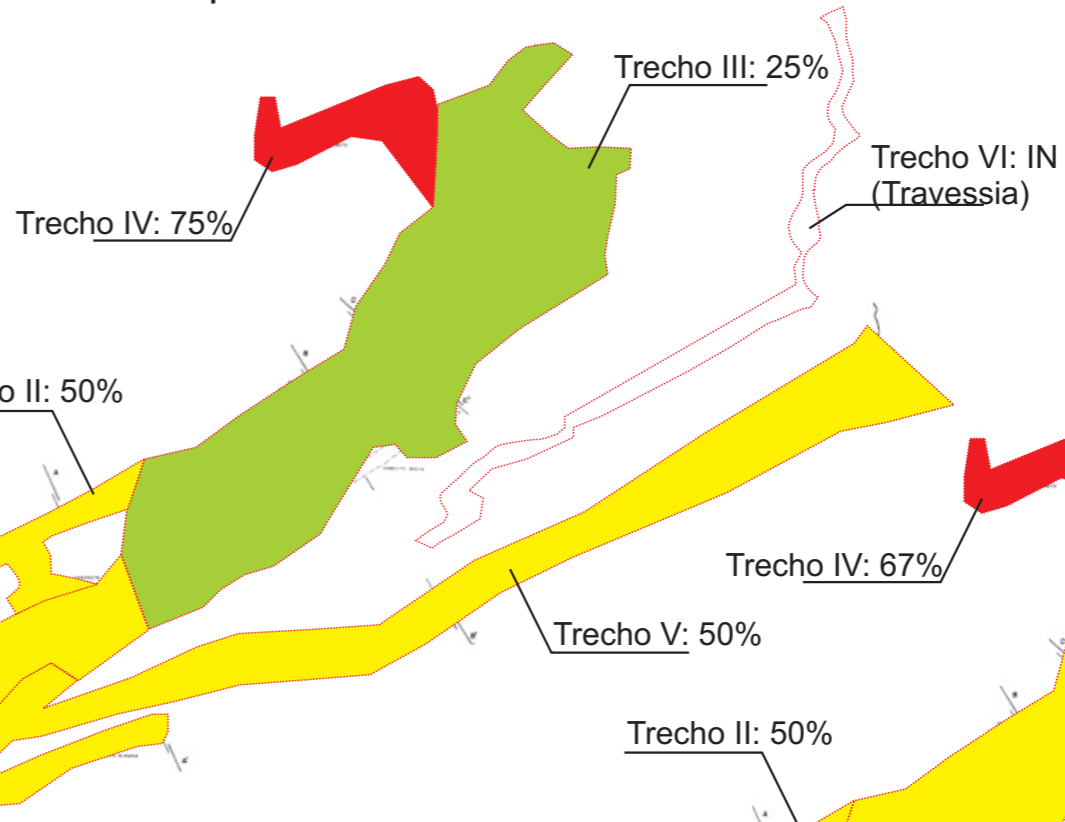 Trecho III: 25%
Trecho VI: IN
(Travessia)
Trecho IV: 75%
o II: 50%
Trecho IV: 67%
Trecho V: 50%
Trecho II: 50%